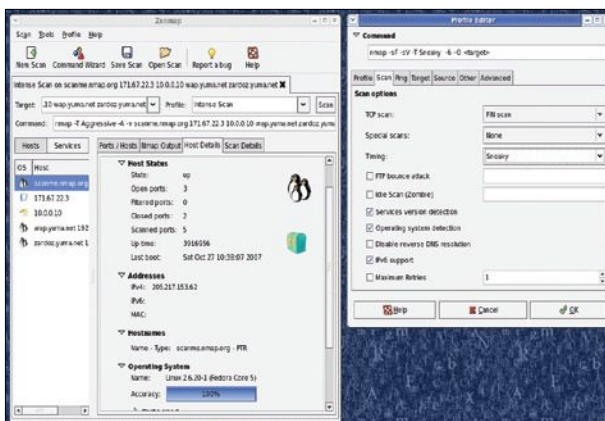 Zenmap
Scan Tools Profile Help
New Scan Command Wizard Save Scan Open Scan Report a bug Help
Intense Scan on scanme.nmap.org 171.67.22.3 10.0.0.10 wap.yuma.net zardoz.yuma.net
Target: .10 wap.yuma.net zardoz.yuma.net Profile: Intense Scan Scan
Command: nmap -T Aggressive -A -v scanme.nmap.org 171.67.22.3 10.0.0.10 wap.yuma.net zardoz.yuma
Hosts Services
OS Host
scanme.nmap.org
171.67.22.3
10.0.0.10
wap.yuma.net 192
zardoz.yuma.net 1
Ports / Hosts Nmap Output Host Details Scan Details
Host Status
State: up
Open ports: 3
Filtered ports: 0
Closed ports: 2
Scanned ports: 5
Up time: 3916656
Last boot: Sat Oct 27 10:38:07 2007
Addresses
IPv4: 205.217.153.62
IPv6:
MAC:
Hostnames
Name - Type: scanme.nmap.org - PTR
Operating System
Name: Linux 2.6.20-1 (Fedora Core 5)
Accuracy: 100%
Profile Editor
Command
nmap -sF -sV -T Sneaky -6 -O <target>
Profile Scan Ping Target Source Other Advanced
Scan options
TCP scan: FIN scan
Special scans: None
Timing: Sneaky
FTP bounce attack
Idle Scan (Zombie)
Services version detection
Operating system detection
Disable reverse DNS resolution
IPv6 support
Maximum Retries 1
Help Cancel OK